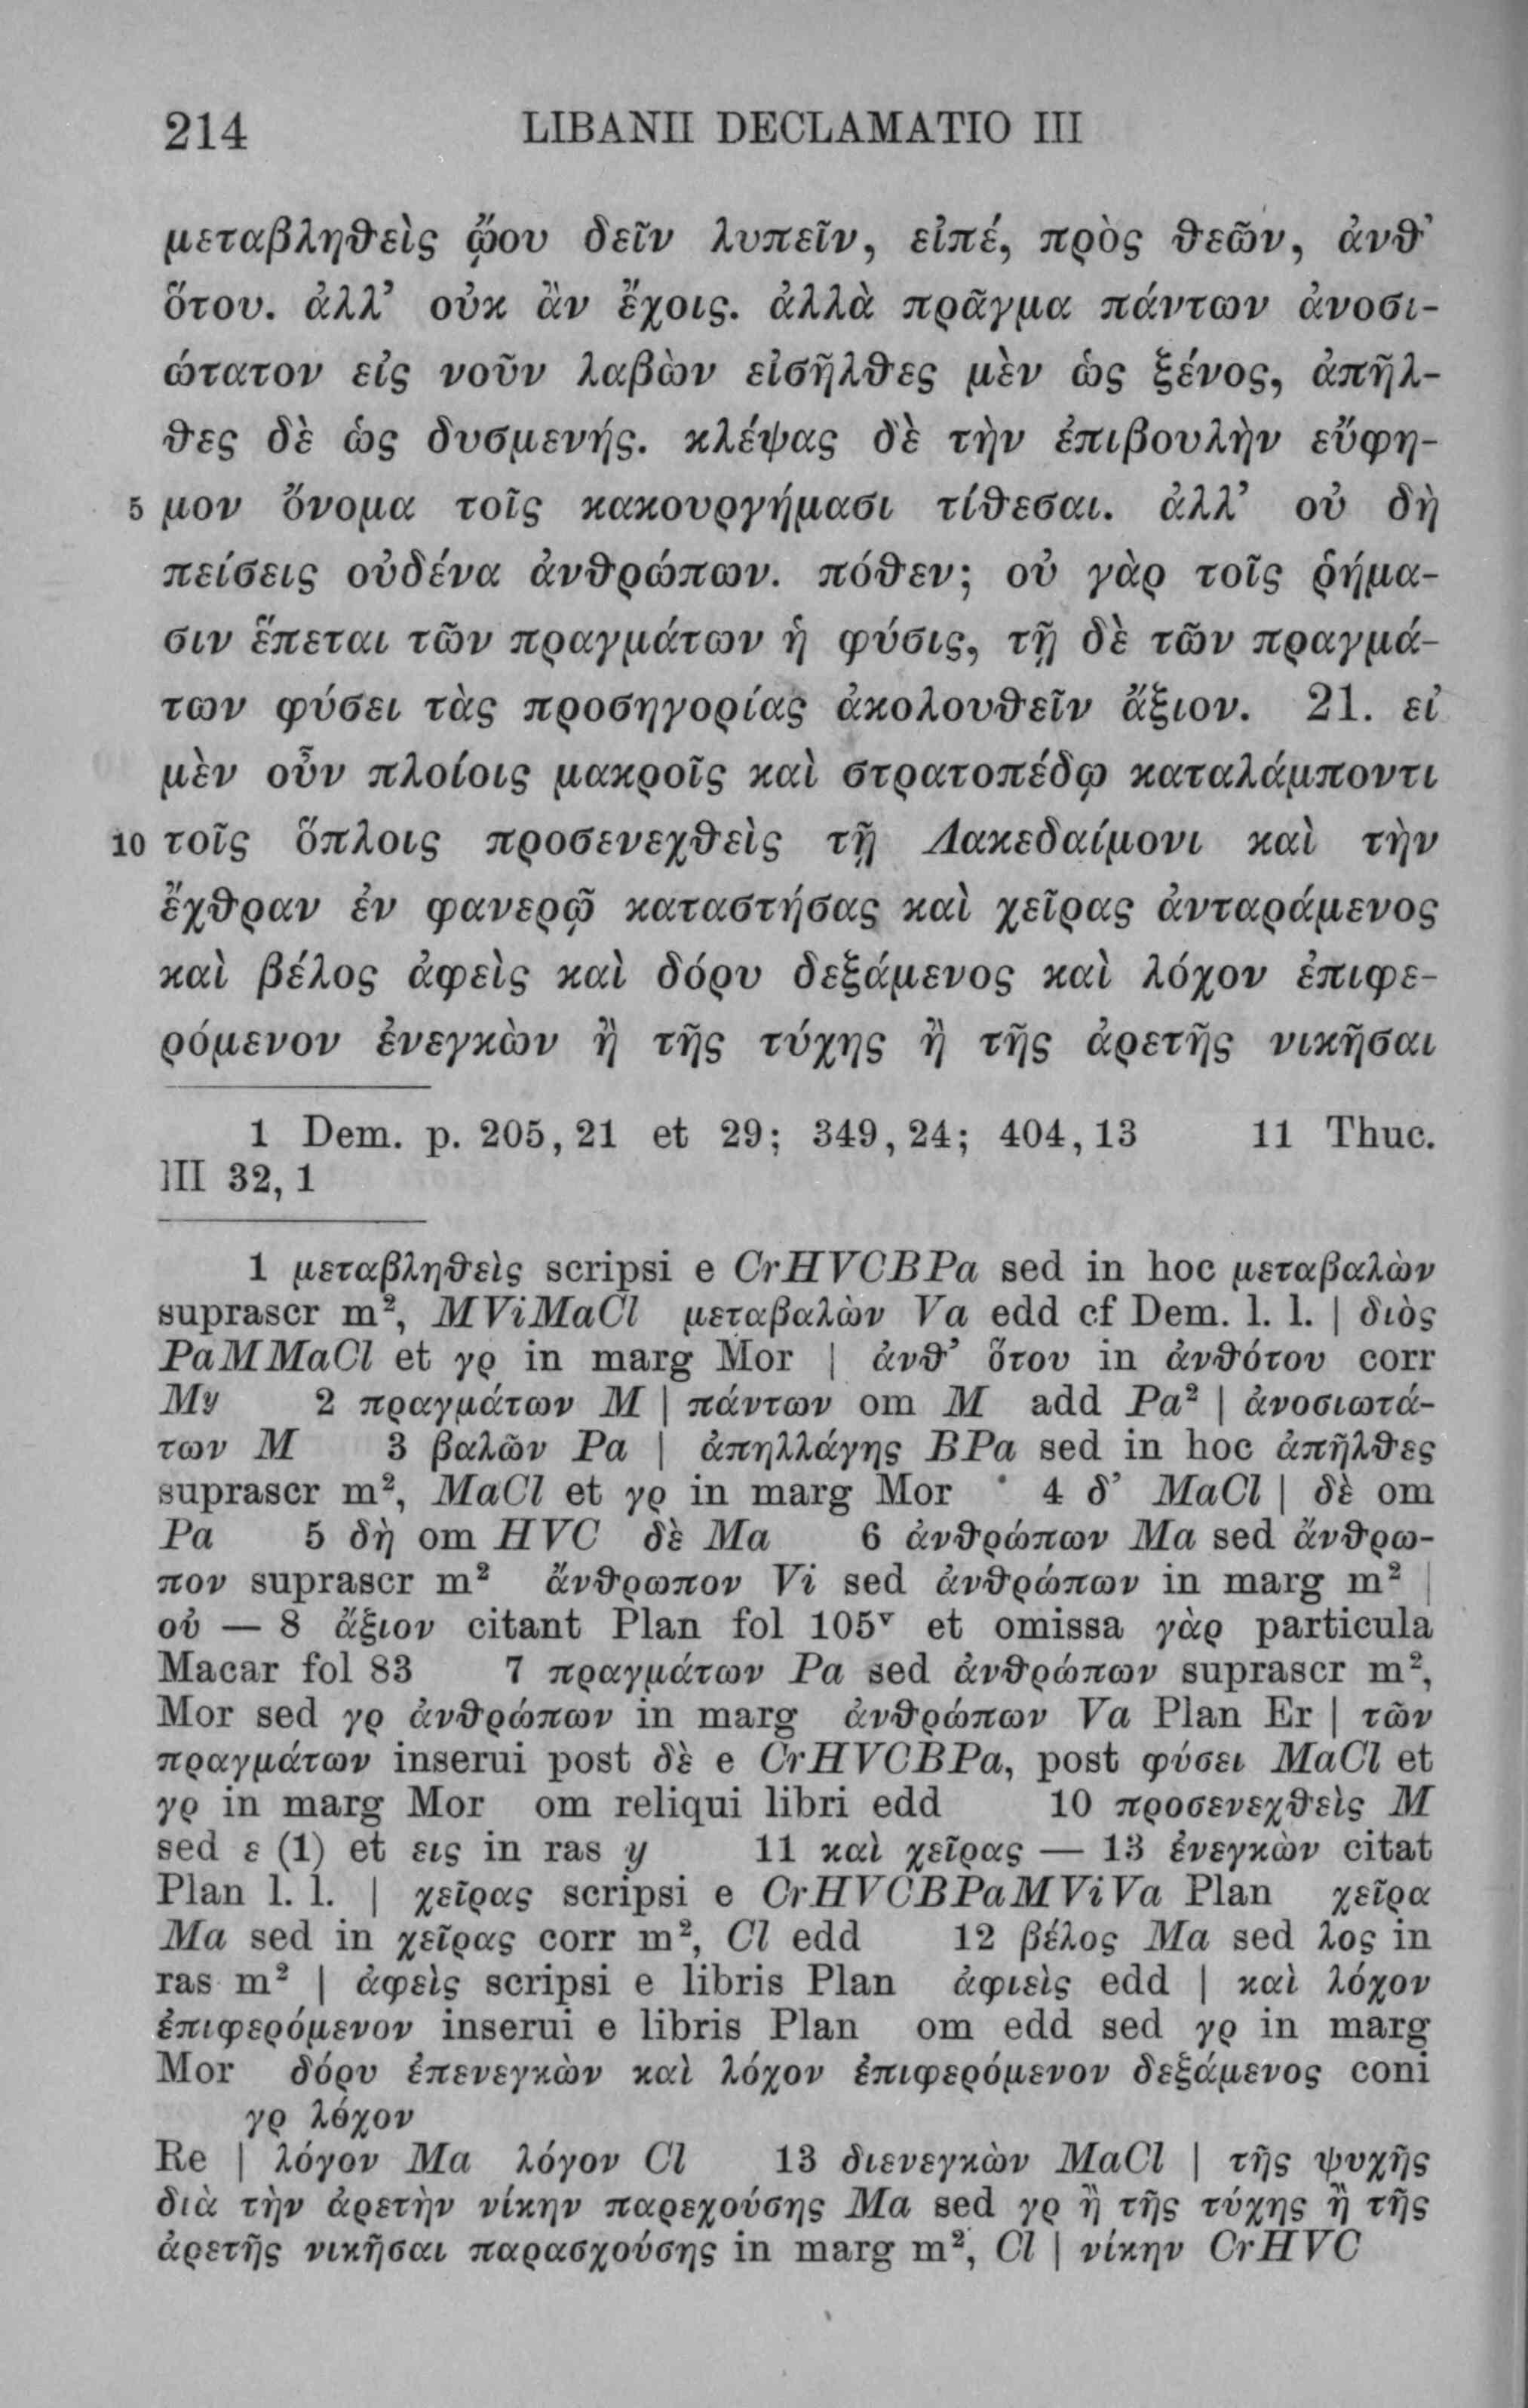 214 LIBANII DECLAMATIO III
μεταβληθεὶς ᾤου δεῖν λυπεῖν, εἰπέ, πρὸς θεῶν, ἀνθ’
ὅτου. ἀλλ’ οὐκ ἂν ἔχοις. ἀλλὰ πρᾶγμα πάντων ἀνοσι-
ώτατον εἰς νοῦν λαβὼν εἰσῆλθες μὲν ὡς ξένος, ἀπῆλ-
θες δὲ ὡς δυσμενής. κλέψας δὲ τὴν ἐπιβουλὴν εὔφη-
5 μον ὄνομα τοῖς κακουργήμασι τίθεσαι. ἀλλ’ οὐ δὴ
πείσεις οὐδένα ἀνθρώπων. πόθεν; οὐ γὰρ τοῖς ῥήμα-
σιν ἕπεται τῶν πραγμάτων ἡ φύσις, τῇ δὲ τῶν πραγμά-
των φύσει τὰς προσηγορίας ἀκολουθεῖν ἄξιον. 21. εἰ
μὲν οὖν πλοίοις μακροῖς καὶ στρατοπέδῳ καταλάμποντι
10 τοῖς ὅπλοις προσενεχθεὶς τῇ Λακεδαίμονι καὶ τὴν
ἔχθραν ἐν φανερῷ καταστήσας καὶ χεῖρας ἀνταράμενος
καὶ βέλος ἀφεὶς καὶ δόρυ δεξάμενος καὶ λόχον ἐπιφε-
ρόμενον ἐνεγκὼν ἢ τῆς τύχης ἢ τῆς ἀρετῆς νικῆσαι
1 Dem. p. 205, 21 et 29; 349, 24; 404, 13 11 Thuc.
III 32, 1
1 μεταβληθεὶς scripsi e CrHVCBPa sed in hoc μεταβαλὼν
suprascr m², MViMaCl μεταβαλὼν Va edd cf Dem. l. l. | διὸς
PaMMaCl et γρ in marg Mor | ἀνθ’ ὅτου in ἀνθότου corr
My 2 πραγμάτων M | πάντων om M add Pa² | ἀνοσιωτά-
των M 3 βαλῶν Pa | ἀπηλλάγης BPa sed in hoc ἀπῆλθες
suprascr m², MaCl et γρ in marg Mor 4 δ’ MaCl | δὲ om
Pa 5 δὴ om HVC δὲ Ma 6 ἀνθρώπων Ma sed ἄνθρω-
πον suprascr m² ἄνθρωπον Vi sed ἀνθρώπων in marg m² |
οὐ — 8 ἄξιον citant Plan fol 105ᵛ et omissa γὰρ particula
Macar fol 83 7 πραγμάτων Pa sed ἀνθρώπων suprascr m²,
Mor sed γρ ἀνθρώπων in marg ἀνθρώπων Va Plan Er | τῶν
πραγμάτων inserui post δὲ e CrHVCBPa, post φύσει MaCl et
γρ in marg Mor om reliqui libri edd 10 προσενεχθεὶς M
sed ε (1) et εις in ras y 11 καὶ χεῖρας — 13 ἐνεγκὼν citat
Plan l. l. | χεῖρας scripsi e CrHVCBPaMViVa Plan χεῖρα
Ma sed in χεῖρας corr m², Cl edd 12 βέλος Ma sed λος in
ras m² | ἀφεὶς scripsi e libris Plan ἀφιεὶς edd | καὶ λόχον
ἐπιφερόμενον inserui e libris Plan om edd sed γρ in marg
Mor δόρυ ἐπενεγκὼν καὶ λόχον ἐπιφερόμενον δεξάμενος coni
γρ λόχον
Re | λόγον Ma λόγον Cl 13 διενεγκὼν MaCl | τῆς ψυχῆς
διὰ τὴν ἀρετὴν νίκην παρεχούσης Ma sed γρ ἢ τῆς τύχης ἢ τῆς
ἀρετῆς νικῆσαι παρασχούσης in marg m², Cl | νίκην CrHVC